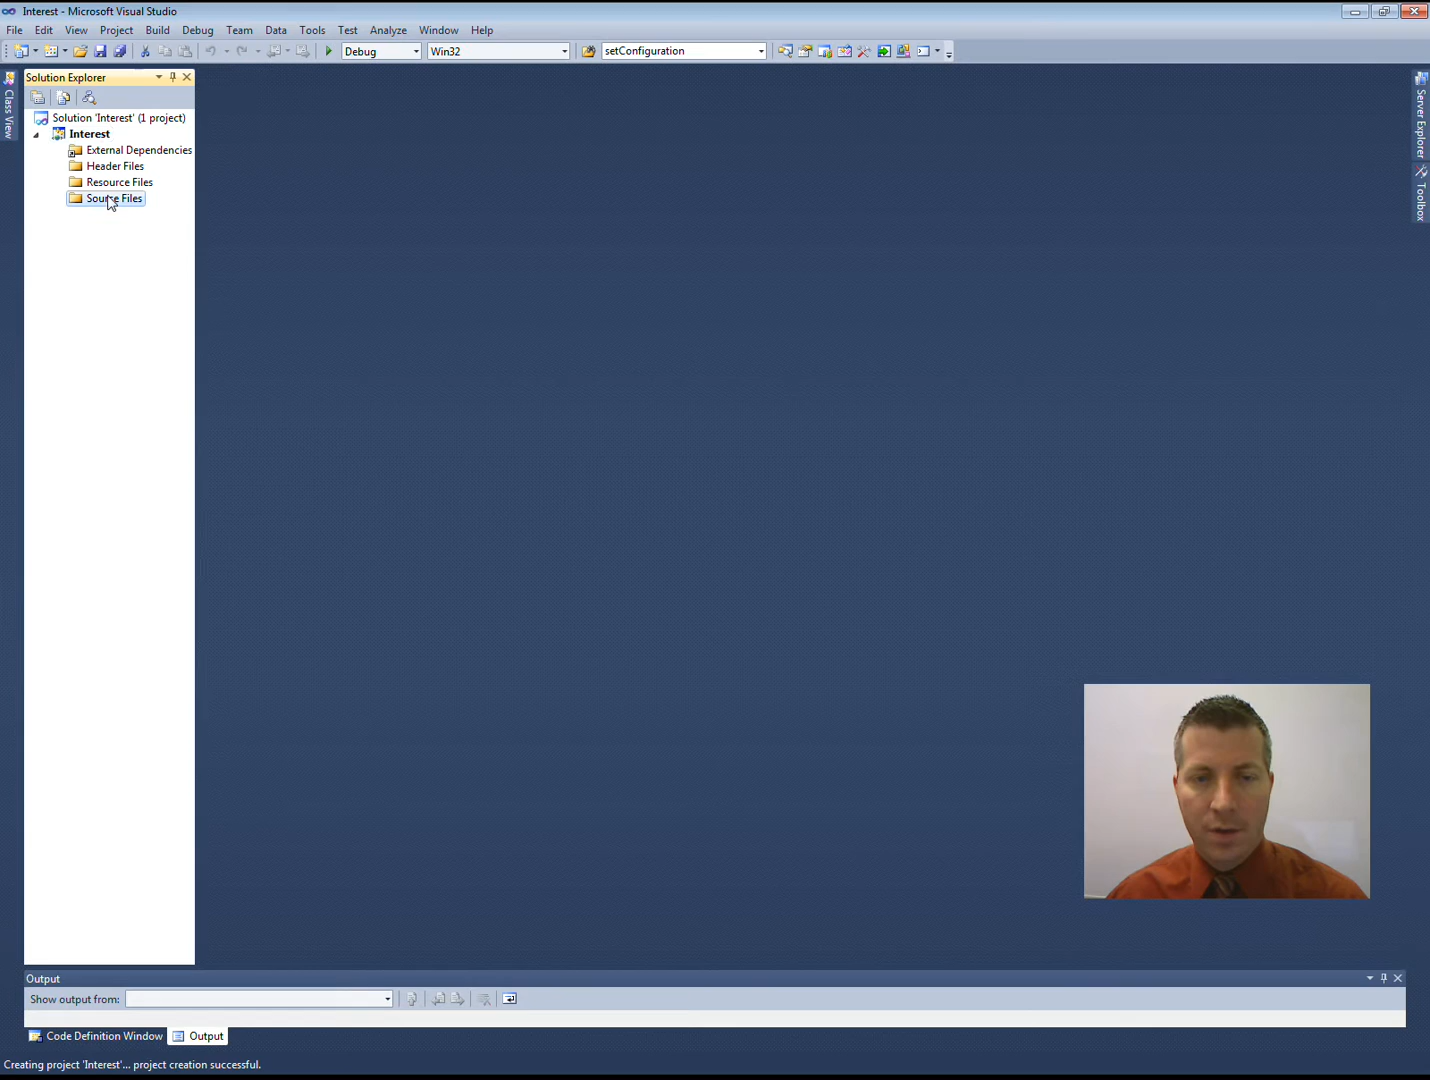 Interest - Microsoft Visual Studio
File Edit View Project Build Debug Team Data Tools Test Analyze Window Help
Debug Win32 setConfiguration
Class View
Solution Explorer
Solution 'Interest' (1 project)
Interest
External Dependencies
Header Files
Resource Files
Source Files
Server Explorer
Toolbox
Output
Show output from:
Code Definition Window Output
Creating project 'Interest'... project creation successful.